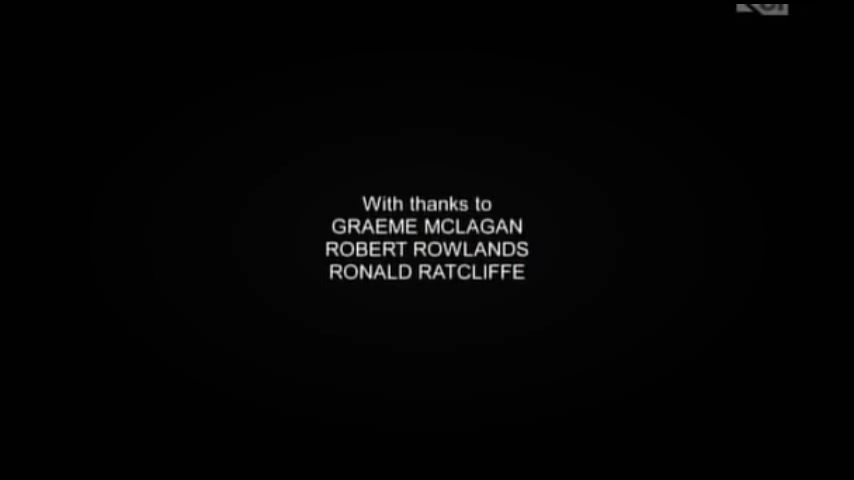 With thanks to
GRAEME MCLAGAN
ROBERT ROWLANDS
RONALD RATCLIFFE